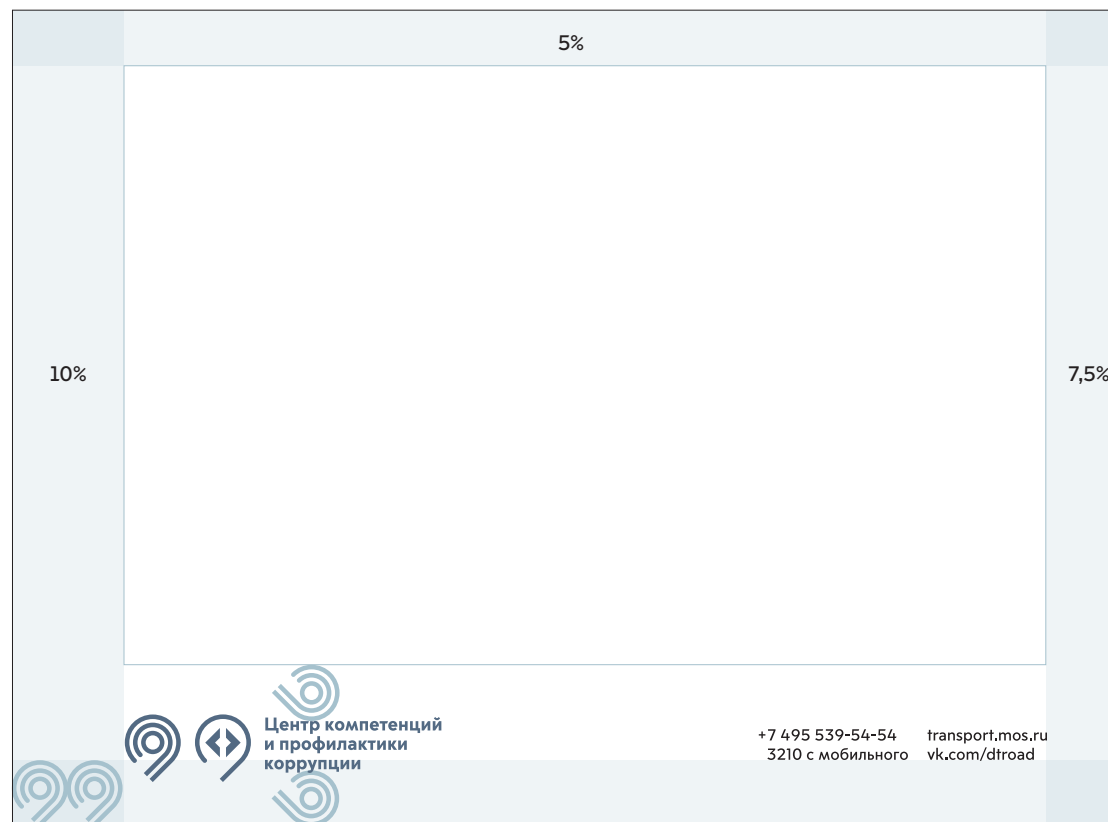 5%
10%
7,5%
Центр компетенций
и профилактики
коррупции
+7 495 539-54-54
3210 с мобильного
transport.mos.ru
vk.com/dtroad